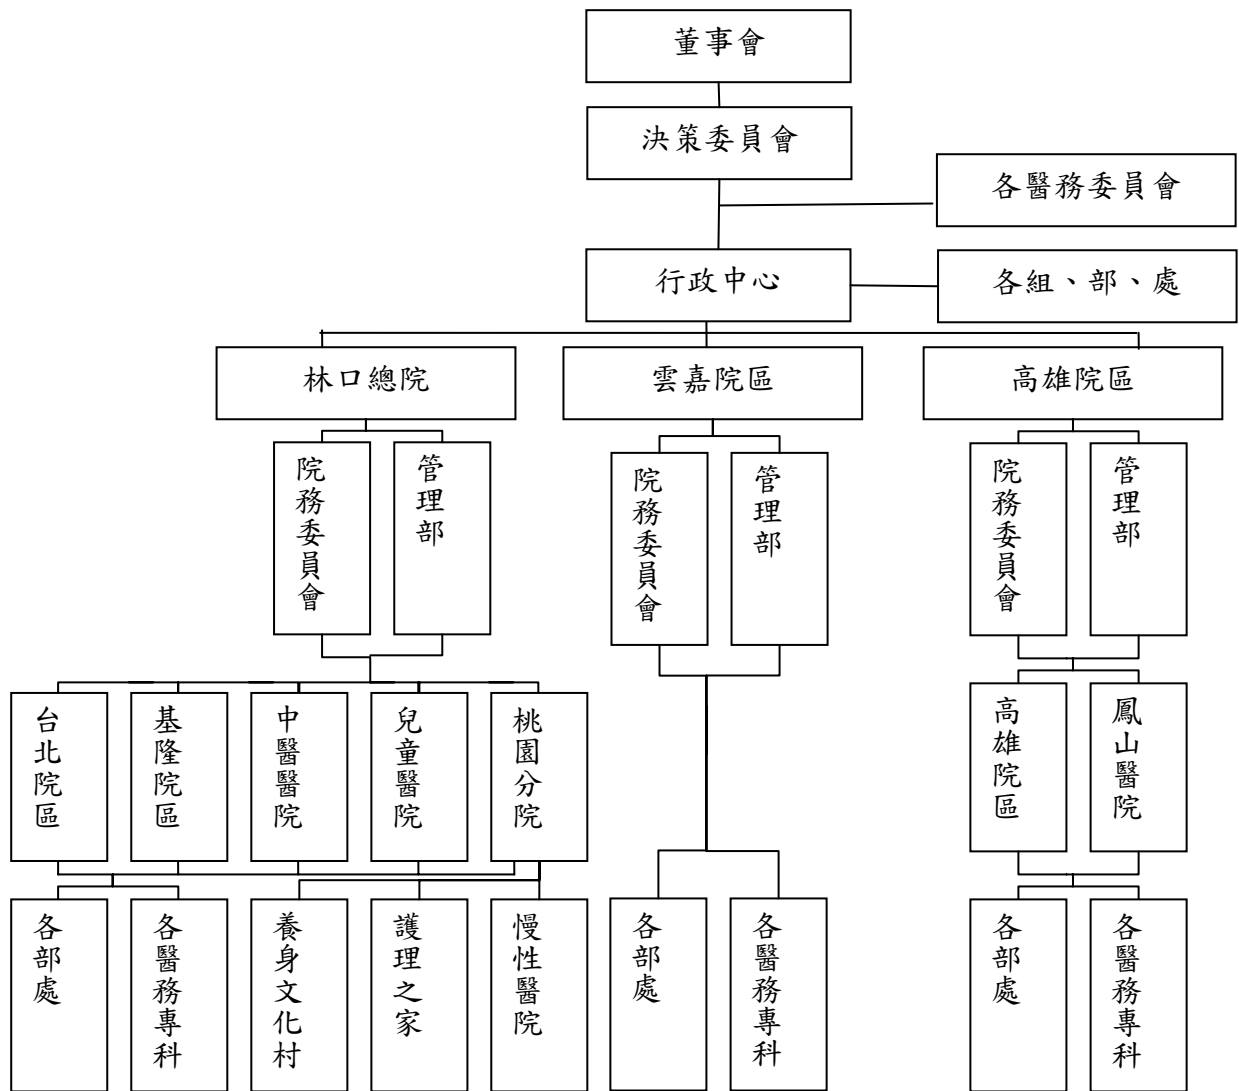 董事會
決策委員會
各醫務委員會
行政中心
各組、部、處
林口總院
雲嘉院區
高雄院區
院務委員會
管理部
院務委員會
管理部
院務委員會
管理部
台北院區
基隆院區
中醫醫院
兒童醫院
桃園分院
高雄院區
鳳山醫院
各部處
各醫務專科
養身文化村
護理之家
慢性醫院
各部處
各醫務專科
各部處
各醫務專科